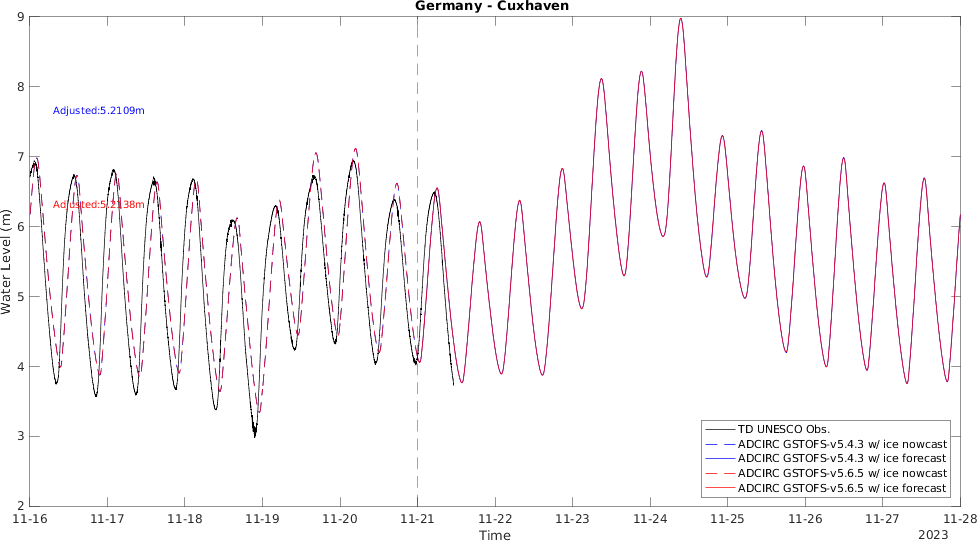 Germany - Cuxhaven
9
8
7
6
5
4
3
2
Water Level (m)
Adjusted:5.2109m
Adjusted:5.2138m
TD UNESCO Obs.
ADCIRC GSTOFS-v5.4.3 w/ ice nowcast
ADCIRC GSTOFS-v5.4.3 w/ ice forecast
ADCIRC GSTOFS-v5.6.5 w/ ice nowcast
ADCIRC GSTOFS-v5.6.5 w/ ice forecast
11-16 11-17 11-18 11-19 11-20 11-21 11-22 11-23 11-24 11-25 11-26 11-27 11-28
Time
2023